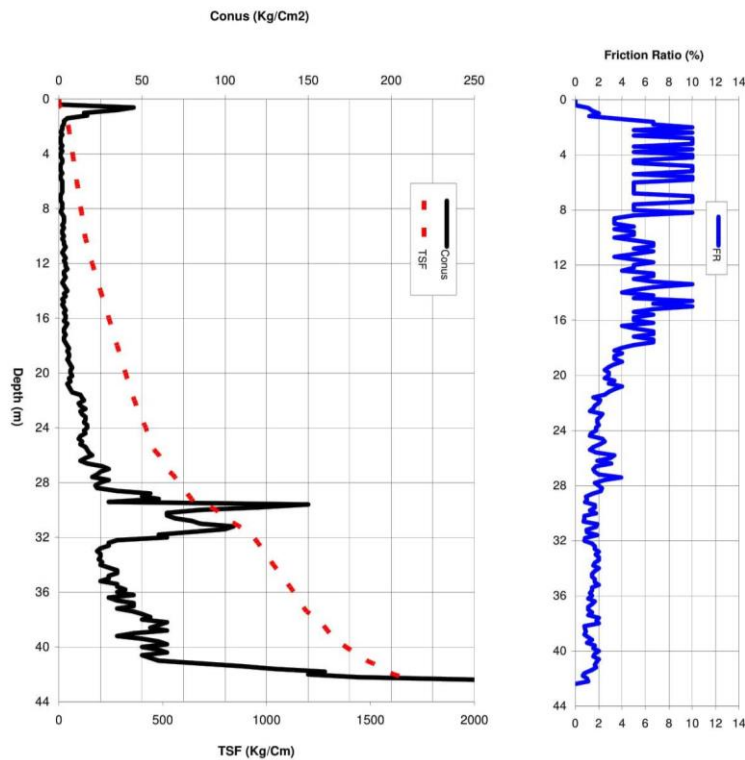 Conus (Kg/Cm2)
0 50 100 150 200 250
0
4
8
12
16
20
24
28
32
36
40
44
Depth (m)
Conus
TSF
0 500 1000 1500 2000
TSF (Kg/Cm)
Friction Ratio (%)
0 2 4 6 8 10 12 14
0
4
8
12
16
20
24
28
32
36
40
44
FR
0 2 4 6 8 10 12 14